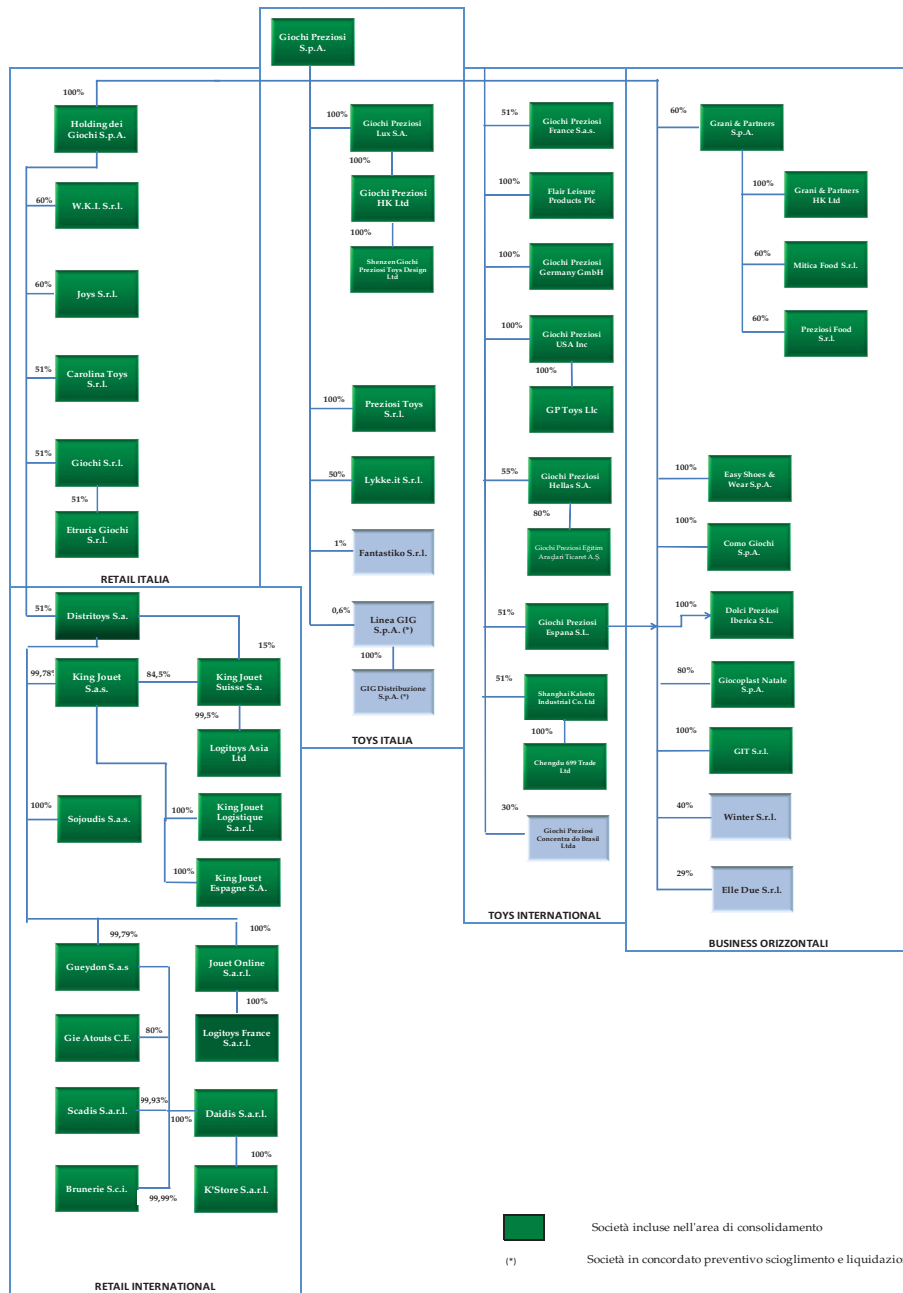 Giochi Preziosi
S.p.A.
100%
Holding dei
Giochi S.p.A.
60%
W.K.I. S.r.l.
60%
Joys S.r.l.
51%
Carolina Toys
S.r.l.
51%
Giochi S.r.l.
51%
Etruria Giochi
S.r.l.
RETAIL ITALIA
100%
Giochi Preziosi
Lux S.A.
100%
Giochi Preziosi
HK Ltd
100%
Shenzen Giochi
Preziosi Toys Design
Ltd
100%
Preziosi Toys
S.r.l.
50%
Lykke.it S.r.l.
1%
Fantastiko S.r.l.
0,6%
Linea GIG
S.p.A. (*)
100%
GIG Distribuzione
S.p.A. (*)
TOYS ITALIA
51%
Giochi Preziosi
France S.a.s.
100%
Flair Leisure
Products Plc
100%
Giochi Preziosi
Germany GmbH
100%
Giochi Preziosi
USA Inc
100%
GP Toys Llc
55%
Giochi Preziosi
Hellas S.A.
80%
Giochi Preziosi Eğitim
Araçlari Ticaret A.Ş.
51%
Giochi Preziosi
Espana S.L.
51%
Shanghai Kaleeto
Industrial Co. Ltd
100%
Chengdu 699 Trade
Ltd
30%
Giochi Preziosi
Concentra do Brasil
Ltda
TOYS INTERNATIONAL
60%
Grani & Partners
S.p.A.
100%
Grani & Partners
HK Ltd
60%
Mitica Food S.r.l.
60%
Preziosi Food
S.r.l.
100%
Easy Shoes &
Wear S.p.A.
100%
Como Giochi
S.p.A.
100%
Dolci Preziosi
Iberica S.L.
80%
Giocoplast Natale
S.p.A.
100%
GIT S.r.l.
40%
Winter S.r.l.
29%
Elle Due S.r.l.
BUSINESS ORIZZONTALI
51%
Distritoys S.a.
15%
99,78%
King Jouet
S.a.s.
84,5%
King Jouet
Suisse S.a.
99,5%
Logitoys Asia
Ltd
100%
Sojoudis S.a.s.
100%
King Jouet
Logistique
S.a.r.l.
100%
King Jouet
Espagne S.A.
99,79%
Gueydon S.a.s
100%
Jouet Online
S.a.r.l.
100%
Logitoys France
S.a.r.l.
Gie Atouts C.E.
80%
Scadis S.a.r.l.
99,93%
100%
Daidis S.a.r.l.
100%
Brunerie S.c.i.
99,99%
K'Store S.a.r.l.
RETAIL INTERNATIONAL
Società incluse nell'area di consolidamento
(*) Società in concordato preventivo scioglimento e liquidazion